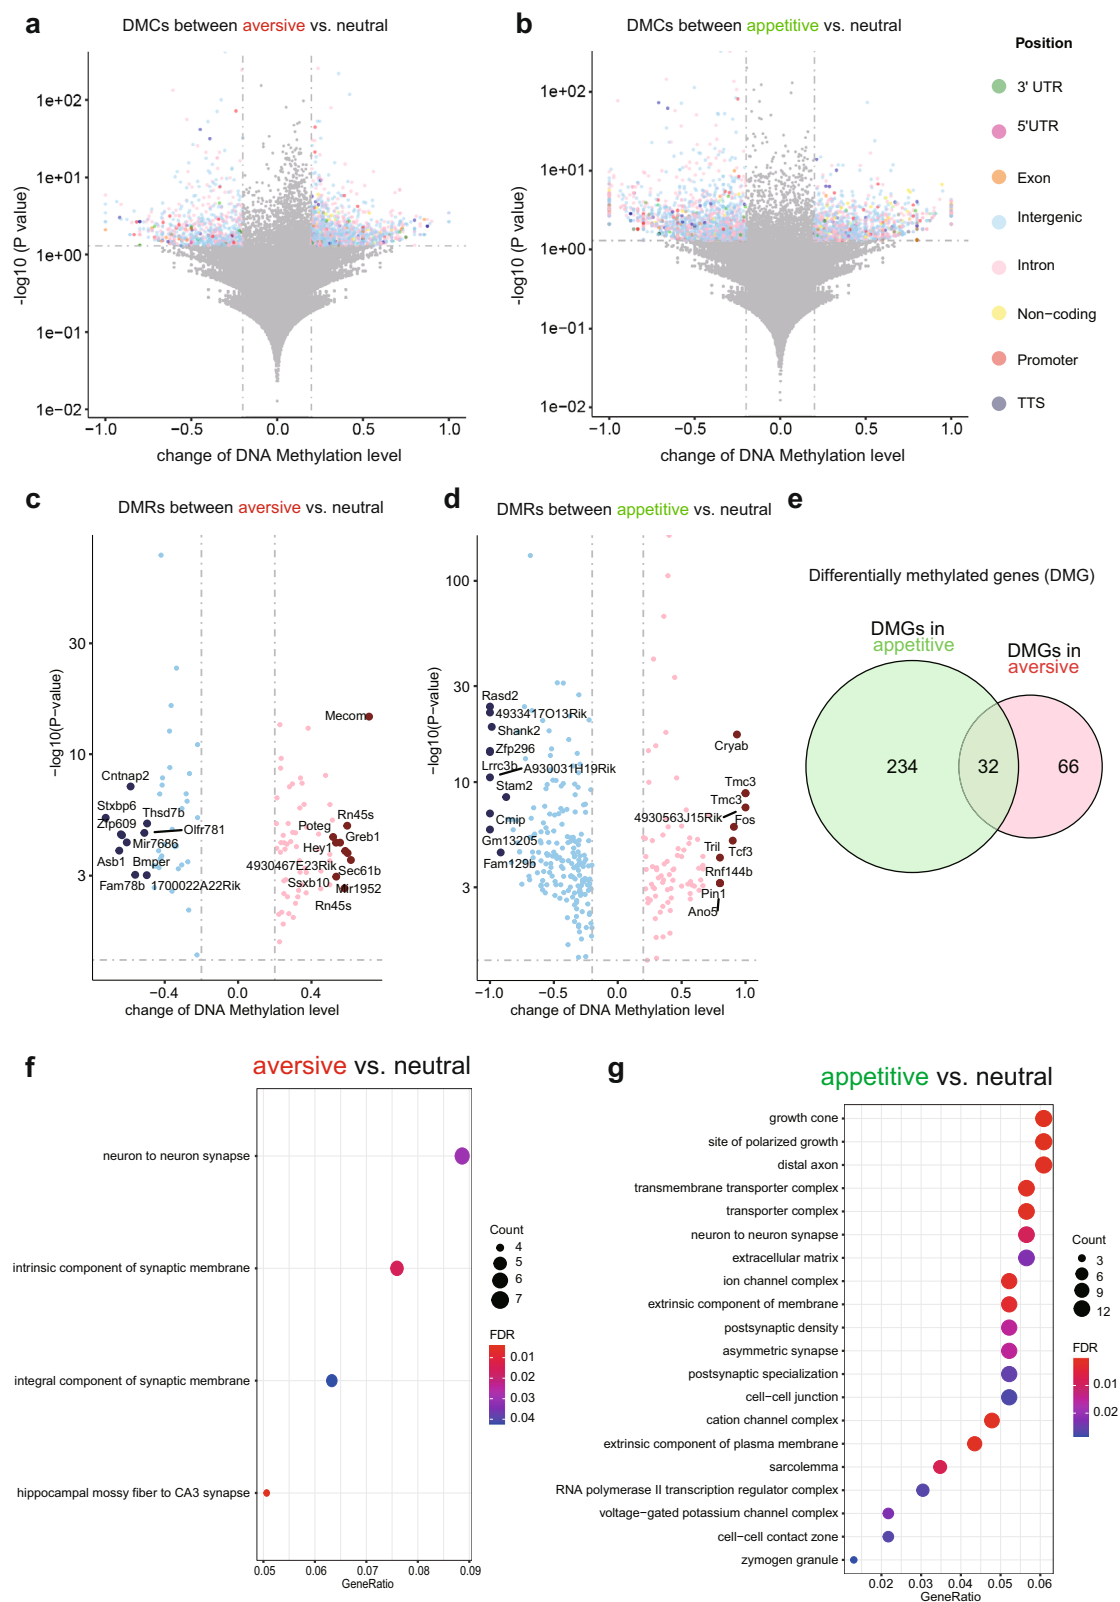 a
DMCs between aversive vs. neutral
-log10 (P value)
1e+02
1e+01
1e+00
1e−01
1e−02
−1.0
−0.5
0.0
0.5
1.0
change of DNA Methylation level
b
DMCs between appetitive vs. neutral
-log10 (P value)
1e+02
1e+01
1e+00
1e−01
1e−02
−1.0
−0.5
0.0
0.5
1.0
change of DNA Methylation level
Position
3' UTR
5'UTR
Exon
Intergenic
Intron
Non−coding
Promoter
TTS
c
DMRs between aversive vs. neutral
−log10(P−value)
30
10
3
Mecom
Cntnap2
Stxbp6
Thsd7b
Zfp609
Olfr781
Mir7686
Asb1
Bmper
Fam78b
1700022A22Rik
Rn45s
Poteg
Greb1
Hey1
4930467E23Rik
Sec61b
Ssxb10
Mir1952
Rn45s
−0.4
0.0
0.4
change of DNA Methylation level
d
DMRs between appetitive vs. neutral
−log10(P−value)
100
30
10
3
Rasd2
4933417O13Rik
Shank2
Zfp296
Lrrc3b
A930031H19Rik
Stam2
Cmip
Gm13205
Fam129b
Cryab
Tmc3
Tmc3
4930563J15Rik
Fos
Tril
Tcf3
Rnf144b
Pin1
Ano5
−1.0
−0.5
0.0
0.5
1.0
change of DNA Methylation level
e
Differentially methylated genes (DMG)
DMGs in
appetitive
DMGs in
aversive
234
32
66
f
aversive vs. neutral
neuron to neuron synapse
intrinsic component of synaptic membrane
integral component of synaptic membrane
hippocampal mossy fiber to CA3 synapse
0.05
0.06
0.07
0.08
0.09
GeneRatio
Count
4
5
6
7
FDR
0.01
0.02
0.03
0.04
g
appetitive vs. neutral
growth cone
site of polarized growth
distal axon
transmembrane transporter complex
transporter complex
neuron to neuron synapse
extracellular matrix
ion channel complex
extrinsic component of membrane
postsynaptic density
asymmetric synapse
postsynaptic specialization
cell−cell junction
cation channel complex
extrinsic component of plasma membrane
sarcolemma
RNA polymerase II transcription regulator complex
voltage−gated potassium channel complex
cell−cell contact zone
zymogen granule
0.02
0.03
0.04
0.05
0.06
GeneRatio
Count
3
6
9
12
FDR
0.01
0.02